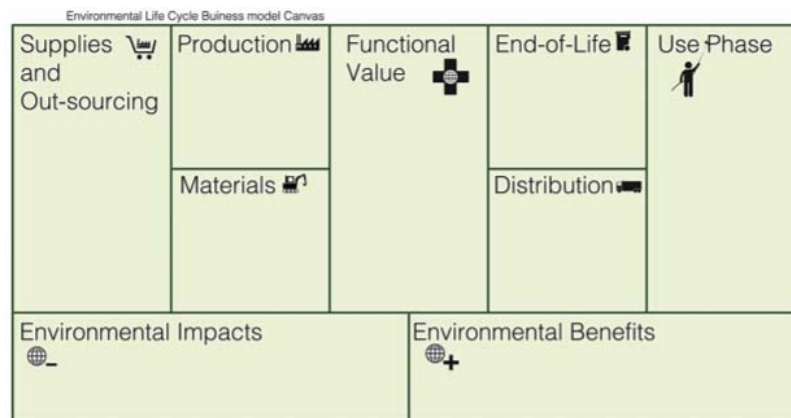 Environmental Life Cycle Buiness model Canvas
Supplies
and
Out-sourcing
Production
Materials
Functional
Value
End-of-Life
Distribution
Use Phase
Environmental Impacts
Environmental Benefits